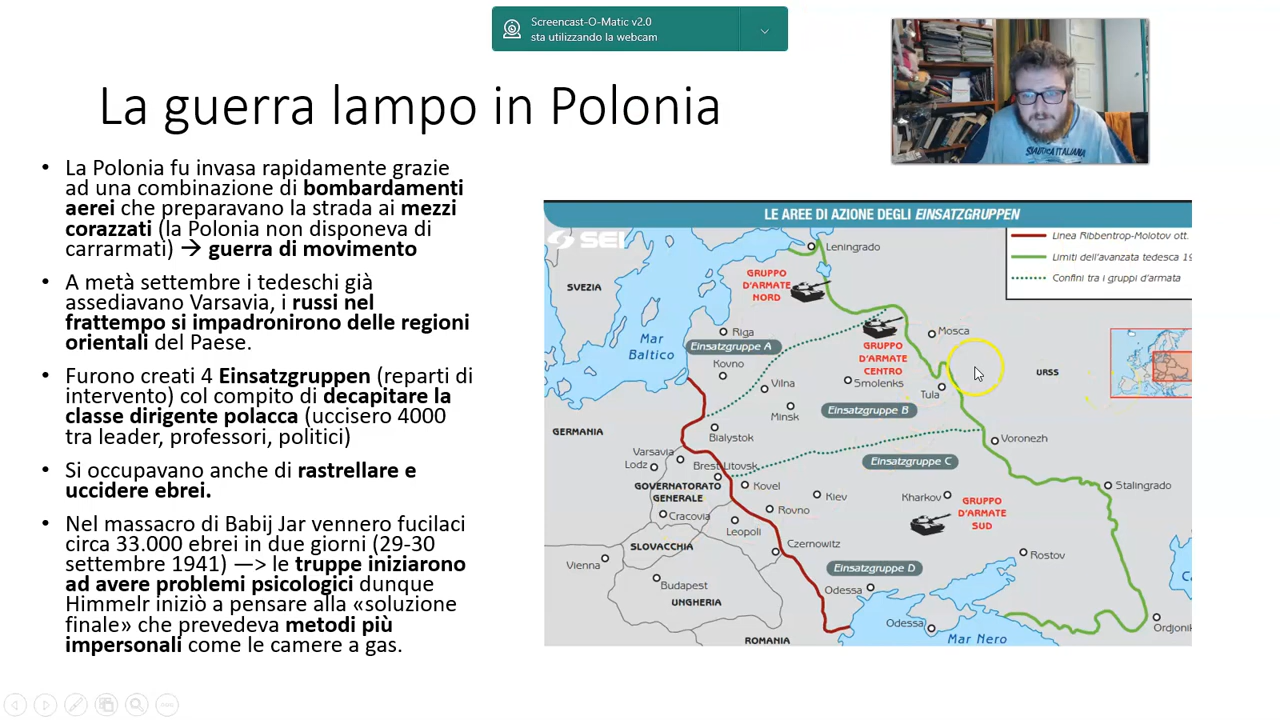 Screencast-O-Matic v2.0
sta utilizzando la webcam
La guerra lampo in Polonia
• La Polonia fu invasa rapidamente grazie
ad una combinazione di bombardamenti
aerei che preparavano la strada ai mezzi
corazzati (la Polonia non disponeva di
carrarmati) → guerra di movimento
• A metà settembre i tedeschi già
assediavano Varsavia, i russi nel
frattempo si impadronirono delle regioni
orientali del Paese.
• Furono creati 4 Einsatzgruppen (reparti di
intervento) col compito di decapitare la
classe dirigente polacca (uccisero 4000
tra leader, professori, politici)
• Si occupavano anche di rastrellare e
uccidere ebrei.
• Nel massacro di Babij Jar vennero fucilaci
circa 33.000 ebrei in due giorni (29-30
settembre 1941) —> le truppe iniziarono
ad avere problemi psicologici dunque
Himmelr iniziò a pensare alla «soluzione
finale» che prevedeva metodi più
impersonali come le camere a gas.
LE AREE DI AZIONE DEGLI EINSATZGRUPPEN
SEI
Linea Ribbentrop-Molotov ott.
Limiti dell'avanzata tedesca 19
Confini tra i gruppi d'armata
Leningrado
GRUPPO
D'ARMATE
NORD
SVEZIA
Mar
Baltico
Riga
Einsatzgruppe A
Kovno
Vilna
Minsk
Mosca
GRUPPO
D'ARMATE
CENTRO
Smolenks
Tula
URSS
Einsatzgruppe B
GERMANIA
Bialystok
Voronezh
Varsavia
Lodz
Brest Litovsk
Einsatzgruppe C
GOVERNATORATO
GENERALE
Kovel
Kiev
Kharkov
Stalingrado
Cracovia
Rovno
GRUPPO
D'ARMATE
SUD
Leopoli
SLOVACCHIA
Czernowitz
Vienna
Rostov
Einsatzgruppe D
Budapest
Odessa
UNGHERIA
Odessa
Mar Nero
Ordjonik
ROMANIA